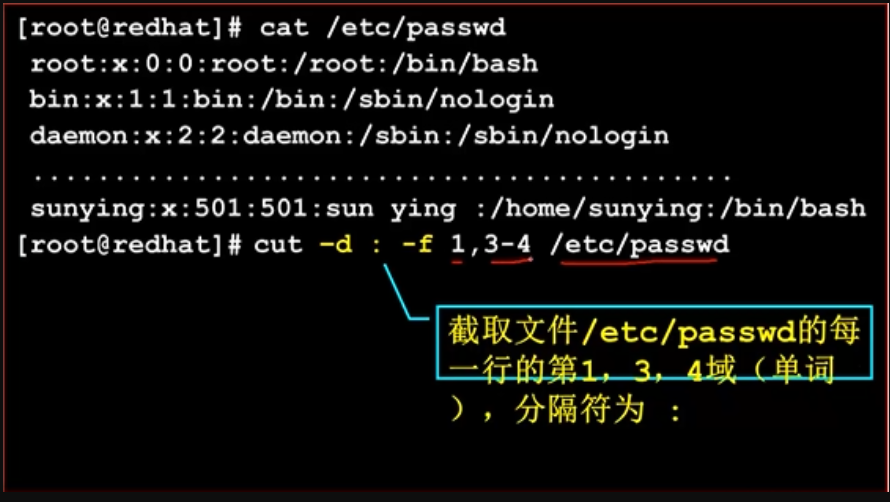 [root@redhat]# cat /etc/passwd
root:x:0:0:root:/root:/bin/bash
bin:x:1:1:bin:/bin:/sbin/nologin
daemon:x:2:2:daemon:/sbin:/sbin/nologin
...........................................
sunying:x:501:501:sun ying :/home/sunying:/bin/bash
[root@redhat]# cut –d : -f 1,3-4 /etc/passwd
截取文件/etc/passwd的每
一行的第1, 3, 4域（单词
）, 分隔符为 :